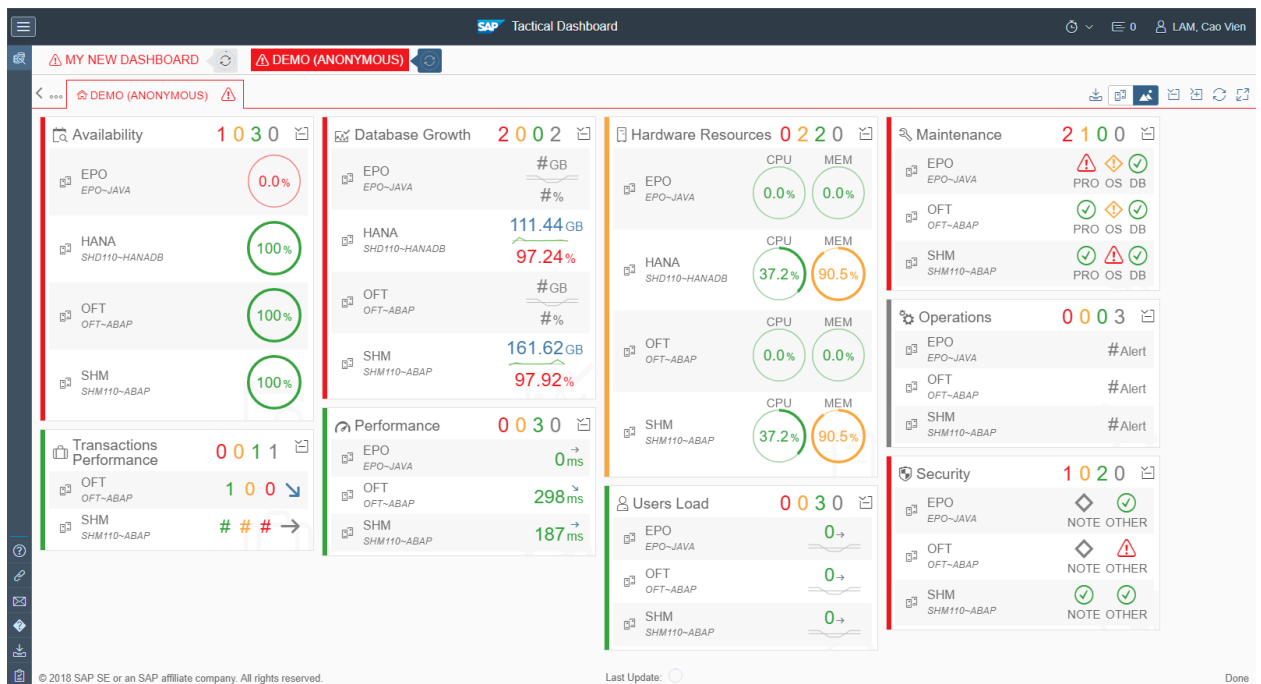 SAP Tactical Dashboard
0
LAM, Cao Vien
MY NEW DASHBOARD
DEMO (ANONYMOUS)
DEMO (ANONYMOUS)
Availability 1 0 3 0
EPO
EPO~JAVA
0.0%
HANA
SHD110~HANADB
100%
OFT
OFT~ABAP
100%
SHM
SHM110~ABAP
100%
Transactions
Performance
0 0 1 1
OFT
OFT~ABAP
1 0 0
SHM
SHM110~ABAP
# # #
Database Growth 2 0 0 2
EPO
EPO~JAVA
#GB
#%
HANA
SHD110~HANADB
111.44GB
97.24%
OFT
OFT~ABAP
#GB
#%
SHM
SHM110~ABAP
161.62GB
97.92%
Performance 0 0 3 0
EPO
EPO~JAVA
0ms
OFT
OFT~ABAP
298ms
SHM
SHM110~ABAP
187ms
Hardware Resources 0 2 2 0
CPU MEM
EPO
EPO~JAVA
0.0% 0.0%
CPU MEM
HANA
SHD110~HANADB
37.2% 90.5%
CPU MEM
OFT
OFT~ABAP
0.0% 0.0%
CPU MEM
SHM
SHM110~ABAP
37.2% 90.5%
Users Load 0 0 3 0
EPO
EPO~JAVA
0
OFT
OFT~ABAP
0
SHM
SHM110~ABAP
0
Maintenance 2 1 0 0
EPO
EPO~JAVA
PRO OS DB
OFT
OFT~ABAP
PRO OS DB
SHM
SHM110~ABAP
PRO OS DB
Operations 0 0 0 3
EPO
EPO~JAVA
#Alert
OFT
OFT~ABAP
#Alert
SHM
SHM110~ABAP
#Alert
Security 1 0 2 0
EPO
EPO~JAVA
NOTE OTHER
OFT
OFT~ABAP
NOTE OTHER
SHM
SHM110~ABAP
NOTE OTHER
© 2018 SAP SE or an SAP affiliate company. All rights reserved.
Last Update:
Done